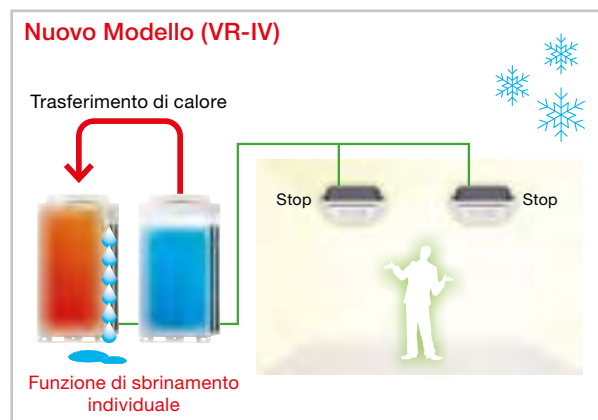 Nuovo Modello (VR-IV)
Trasferimento di calore
Stop
Stop
Funzione di sbrinamento
individuale